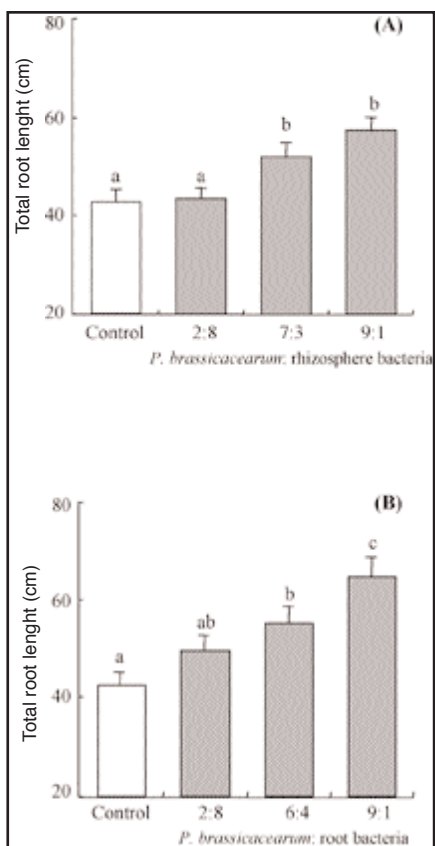 (A)
Total root lenght (cm)
80
60
40
20
a
a
b
b
Control 2:8 7:3 9:1
P. brassicacearum: rhizosphere bacteria
(B)
Total root lenght (cm)
80
60
40
20
a
ab
b
c
Control 2:8 6:4 9:1
P. brassicacearum: root bacteria